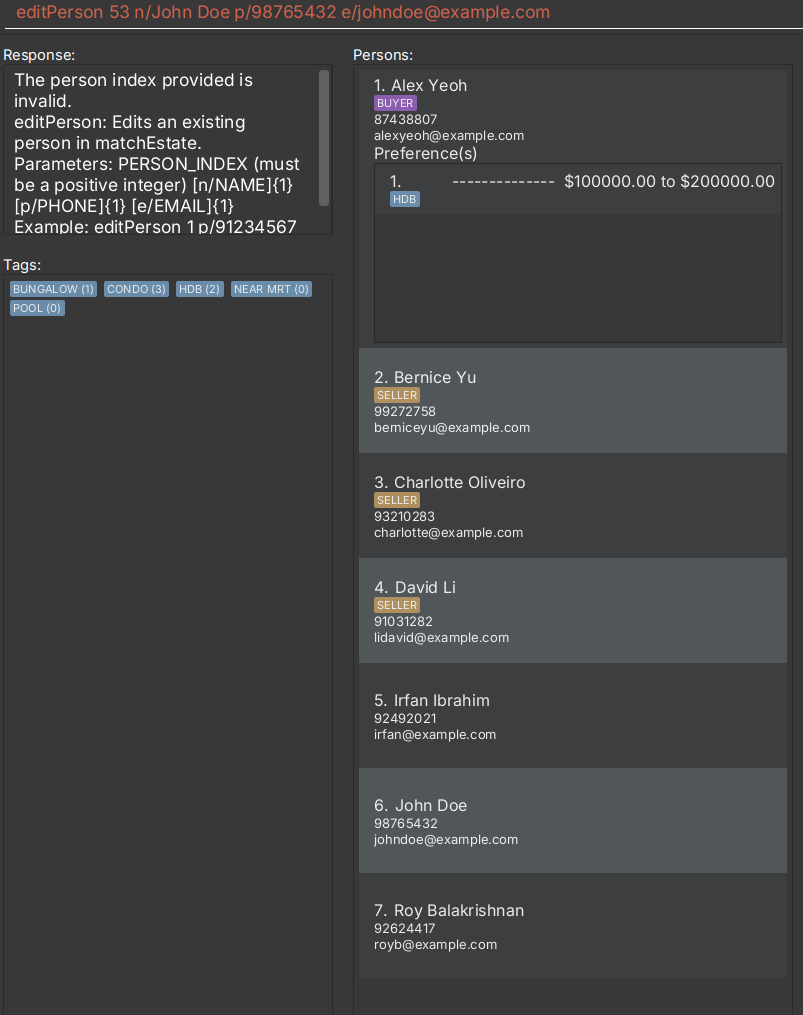 editPerson 53 n/John Doe p/98765432 e/johndoe@example.com
Response:
The person index provided is
invalid.
editPerson: Edits an existing
person in matchEstate.
Parameters: PERSON_INDEX (must
be a positive integer) [n/NAME]{1}
[p/PHONE]{1} [e/EMAIL]{1}
Example: editPerson 1 p/91234567
Tags:
BUNGALOW (1) CONDO (3) HDB (2) NEAR MRT (0)
POOL (0)
Persons:
1. Alex Yeoh
BUYER
87438807
alexyeoh@example.com
Preference(s)
1. -------------- $100000.00 to $200000.00
HDB
2. Bernice Yu
SELLER
99272758
berniceyu@example.com
3. Charlotte Oliveiro
SELLER
93210283
charlotte@example.com
4. David Li
SELLER
91031282
lidavid@example.com
5. Irfan Ibrahim
92492021
irfan@example.com
6. John Doe
98765432
johndoe@example.com
7. Roy Balakrishnan
92624417
royb@example.com